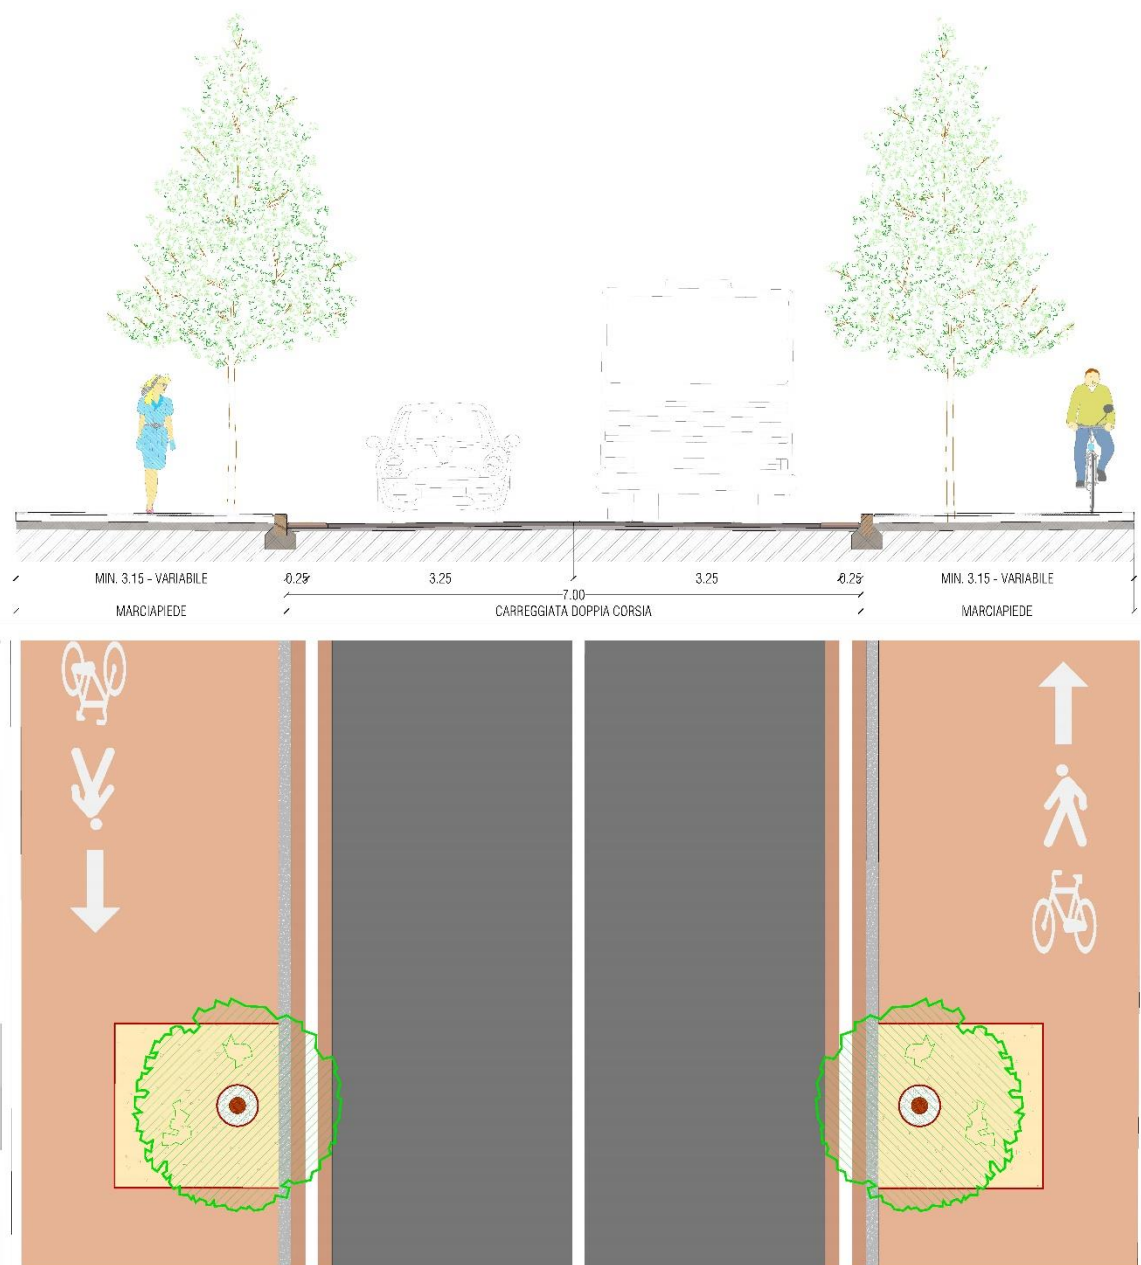 MIN. 3.15 - VARIABILE 0.25 3.25 3.25 0.25 MIN. 3.15 - VARIABILE
7.00
MARCIAPIEDE CARREGGIATA DOPPIA CORSIA MARCIAPIEDE